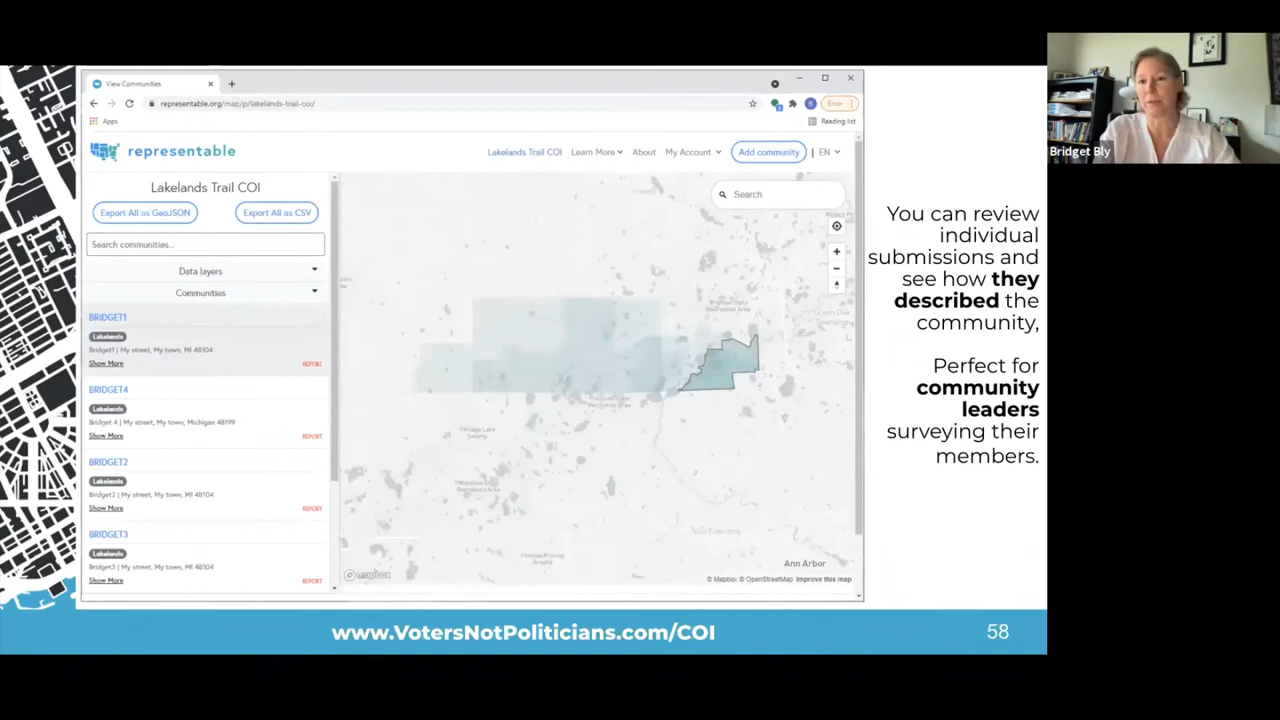 View Communities
representable.org/map/p/lakelands-trail-coi/
Error
Apps
Reading list
representable
Lakelands Trail COI
Learn More
About
My Account
Add community
EN
Lakelands Trail COI
Export All as GeoJSON
Export All as CSV
Search communities...
Data layers
Communities
BRIDGET1
Lakelands
Bridget1 | My street, My town, MI 48104
Show More
REPORT
BRIDGET4
Lakelands
Bridget 4 | My street, My town, Michigan 48199
Show More
REPORT
BRIDGET2
Lakelands
Bridget2 | My street, My town, MI 48104
Show More
REPORT
BRIDGET3
Lakelands
Bridget3 | My street, My town, MI 48104
Show More
REPORT
Search
Ann Arbor
mapbox
© Mapbox © OpenStreetMap Improve this map
You can review
individual
submissions and
see how they
described the
community,
Perfect for
community
leaders
surveying their
members.
Bridget Bly
www.VotersNotPoliticians.com/COI
58